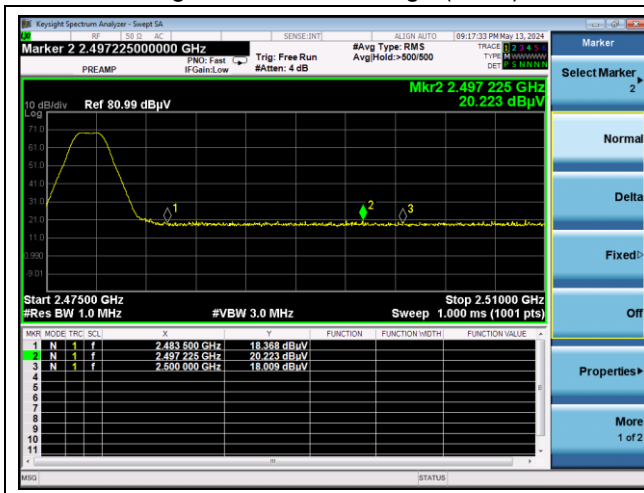 Keysight Spectrum Analyzer - Swept SA
RF 50 Ω AC SENSE:INT ALIGN AUTO 09:17:33 PM May 13, 2024
Marker 2 2.497225000000 GHz
PREAMP
PNO: Fast
IFGain:Low
Trig: Free Run
#Atten: 4 dB
#Avg Type: RMS
Avg|Hold:>500/500
TRACE 1 2 3 4 5 6
TYPE MWWWWW
DET P S N N N N
Mkr2 2.497 225 GHz
20.223 dBµV
10 dB/div Ref 80.99 dBµV
Log
71.0
61.0
51.0
41.0
31.0
21.0
11.0
0.990
-9.01
1
2
3
Start 2.47500 GHz Stop 2.51000 GHz
#Res BW 1.0 MHz #VBW 3.0 MHz Sweep 1.000 ms (1001 pts)
MKR MODE TRC SCL X Y FUNCTION FUNCTION WIDTH FUNCTION VALUE
1 N 1 f 2.483 500 GHz 18.368 dBµV
2 N 1 f 2.497 225 GHz 20.223 dBµV
3 N 1 f 2.500 000 GHz 18.009 dBµV
4
5
6
7
8
9
10
11
MSG STATUS
Marker
Select Marker
2
Normal
Delta
Fixed
Off
Properties
More
1 of 2